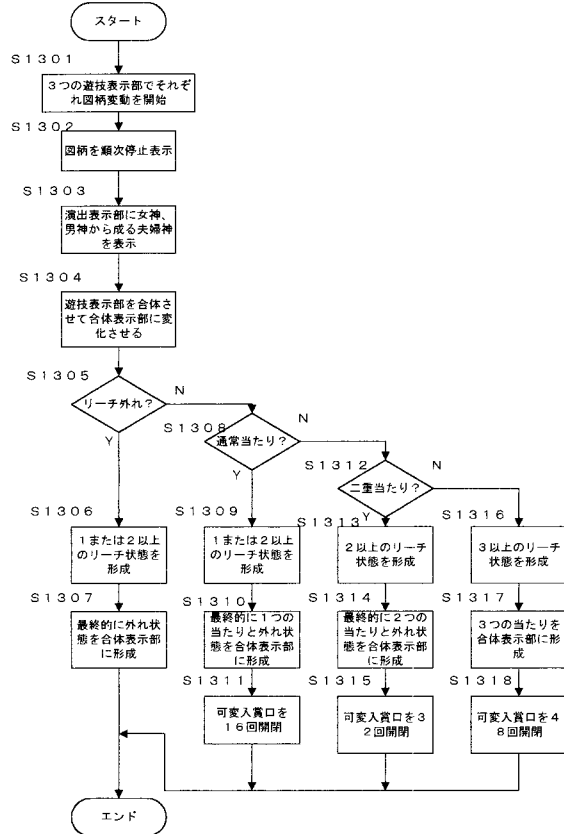 スタート
Ｓ１３０１
３つの遊技表示部でそれぞ
れ図柄変動を開始
Ｓ１３０２
図柄を順次停止表示
Ｓ１３０３
演出表示部に女神、
男神から成る夫婦神
を表示
Ｓ１３０４
遊技表示部を合体さ
せて合体表示部に変
化させる
Ｓ１３０５
リーチ外れ？
Ｎ
Ｙ
Ｓ１３０８
通常当たり？
Ｎ
Ｙ
Ｓ１３１２
二重当たり？
Ｎ
Ｙ
Ｓ１３０６
１または２以上
のリーチ状態を
形成
Ｓ１３０７
最終的に外れ状
態を合体表示部
に形成
Ｓ１３０９
１または２以上
のリーチ状態を
形成
Ｓ１３１０
最終的に１つの
当たりと外れ状
態を合体表示部
に形成
Ｓ１３１１
可変入賞口を
１６回開閉
Ｓ１３１３
２以上のリーチ
状態を形成
Ｓ１３１４
最終的に２つの
当たりと外れ状
態を合体表示部
に形成
Ｓ１３１５
可変入賞口を３
２回開閉
Ｓ１３１６
３以上のリーチ
状態を形成
Ｓ１３１７
３つの当たりを
合体表示部に形
成
Ｓ１３１８
可変入賞口を４
８回開閉
エンド